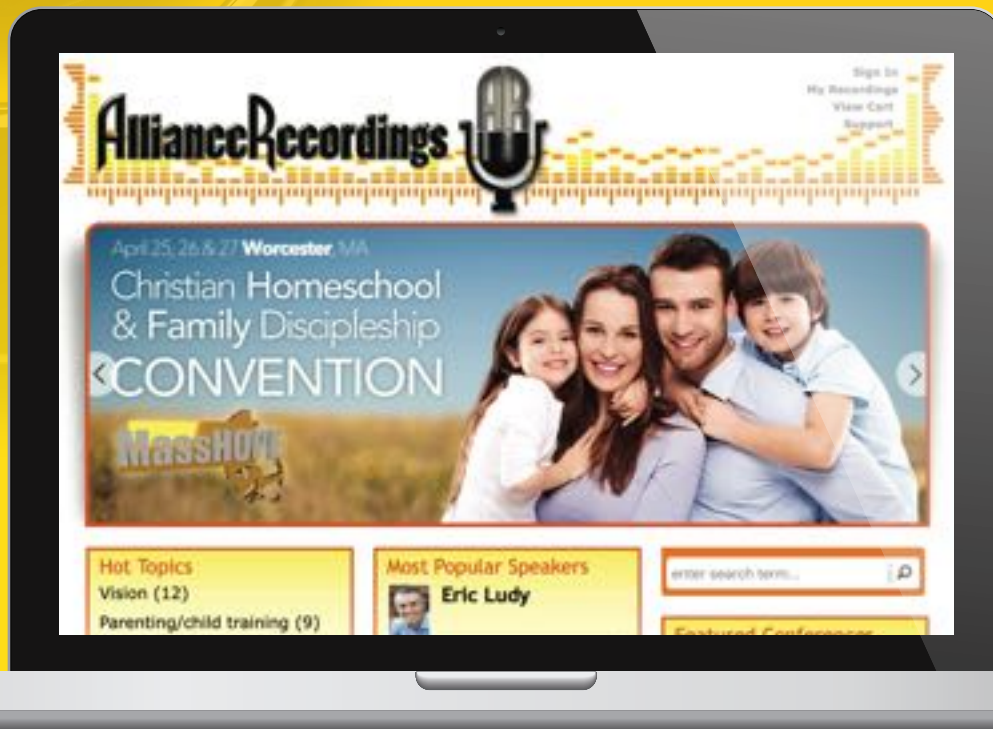 AllianceRecordings
AR
Sign In
My Recordings
View Cart
Support
April 25, 26 & 27 Worcester, MA
Christian Homeschool
& Family Discipleship
CONVENTION
MassHOPE
Hot Topics
Vision (12)
Parenting/child training (9)
Most Popular Speakers
Eric Ludy
enter search term...
Featured Conferences